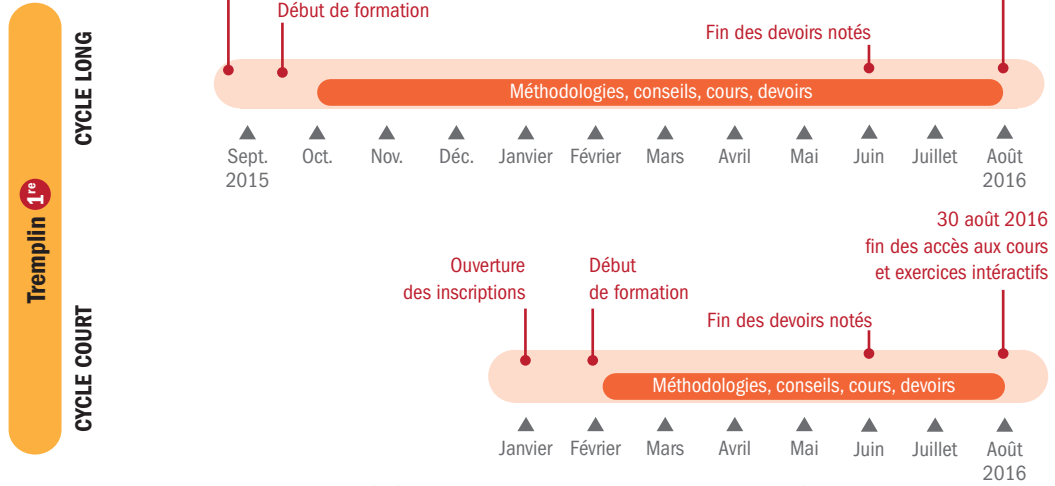 Début de formation
Fin des devoirs notés
Méthodologies, conseils, cours, devoirs
Sept. Oct. Nov. Déc. Janvier Février Mars Avril Mai Juin Juillet Août
2015 2016
CYCLE LONG
Tremplin 1re
30 août 2016
fin des accès aux cours
et exercices intéractifs
Ouverture
des inscriptions
Début
de formation
Fin des devoirs notés
Méthodologies, conseils, cours, devoirs
Janvier Février Mars Avril Mai Juin Juillet Août
2016
CYCLE COURT